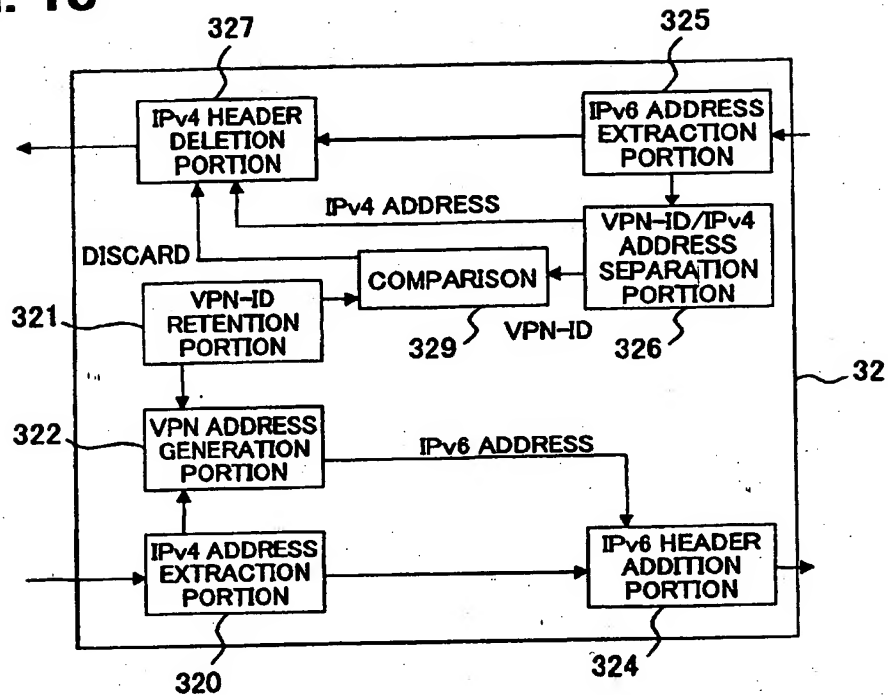 327
325
IPv4 HEADER
DELETION
PORTION
IPv6 ADDRESS
EXTRACTION
PORTION
IPv4 ADDRESS
VPN-ID/IPv4
ADDRESS
SEPARATION
PORTION
DISCARD
COMPARISON
321
VPN-ID
RETENTION
PORTION
329
VPN-ID
326
32
322
VPN ADDRESS
GENERATION
PORTION
IPv6 ADDRESS
IPv4 ADDRESS
EXTRACTION
PORTION
IPv6 HEADER
ADDITION
PORTION
320
324